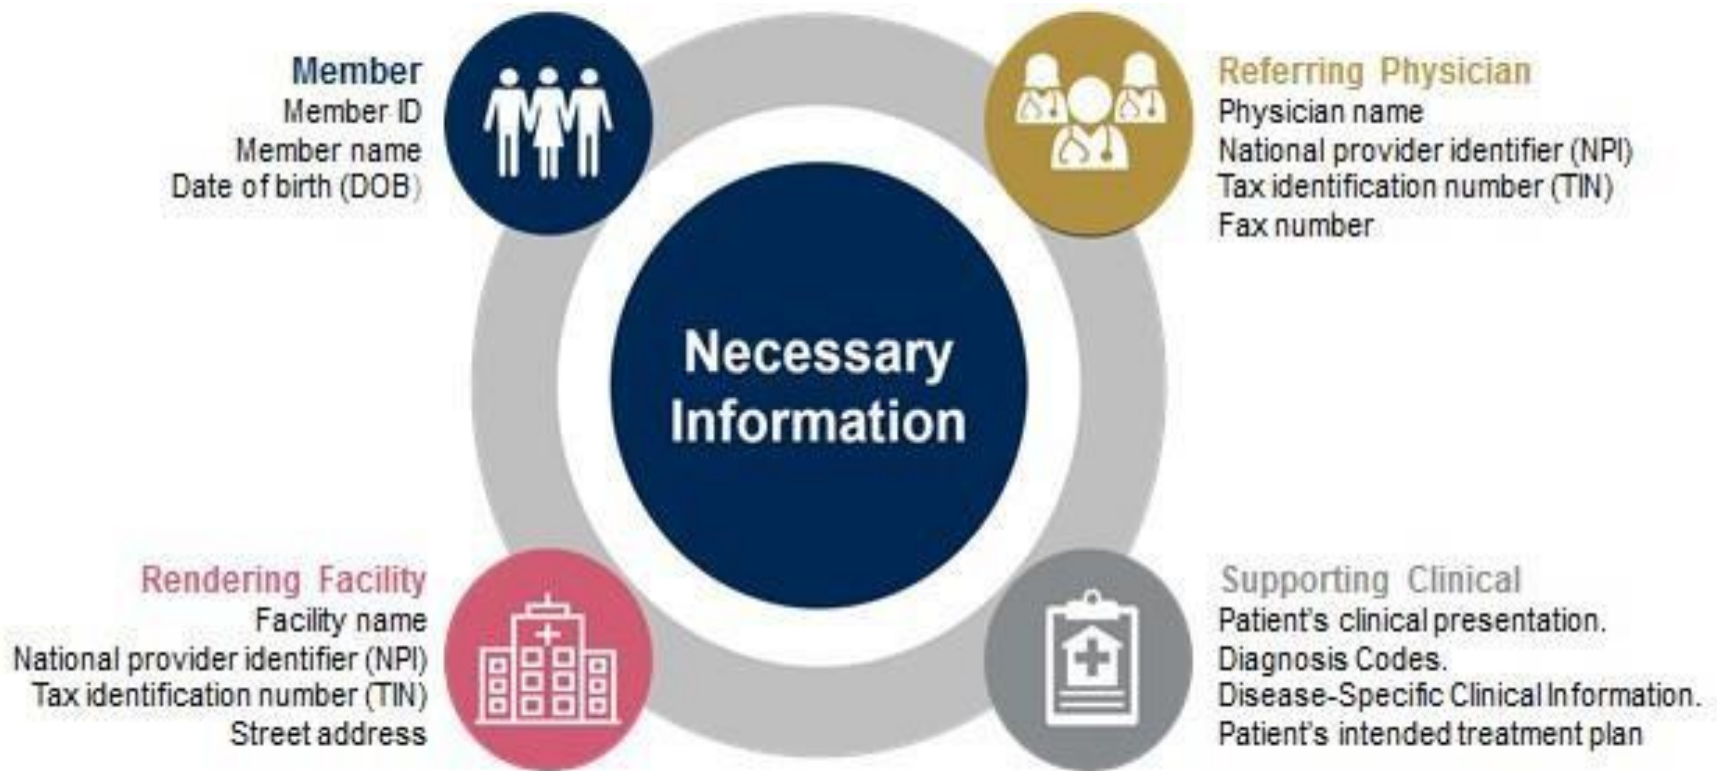 Member
Member ID
Member name
Date of birth (DOB)
Referring Physician
Physician name
National provider identifier (NPI)
Tax identification number (TIN)
Fax number
Necessary
Information
Rendering Facility
Facility name
National provider identifier (NPI)
Tax identification number (TIN)
Street address
Supporting Clinical
Patient's clinical presentation.
Diagnosis Codes.
Disease-Specific Clinical Information.
Patient's intended treatment plan